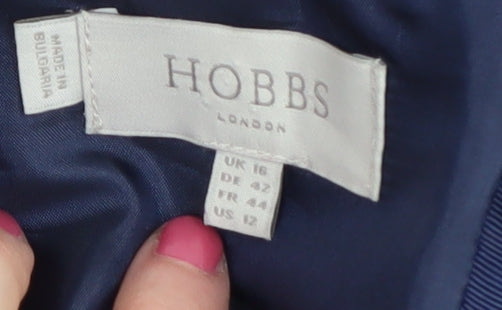 MADE IN
BULGARIA
HOBBS
LONDON
UK 16
DE 42
FR 44
US 12